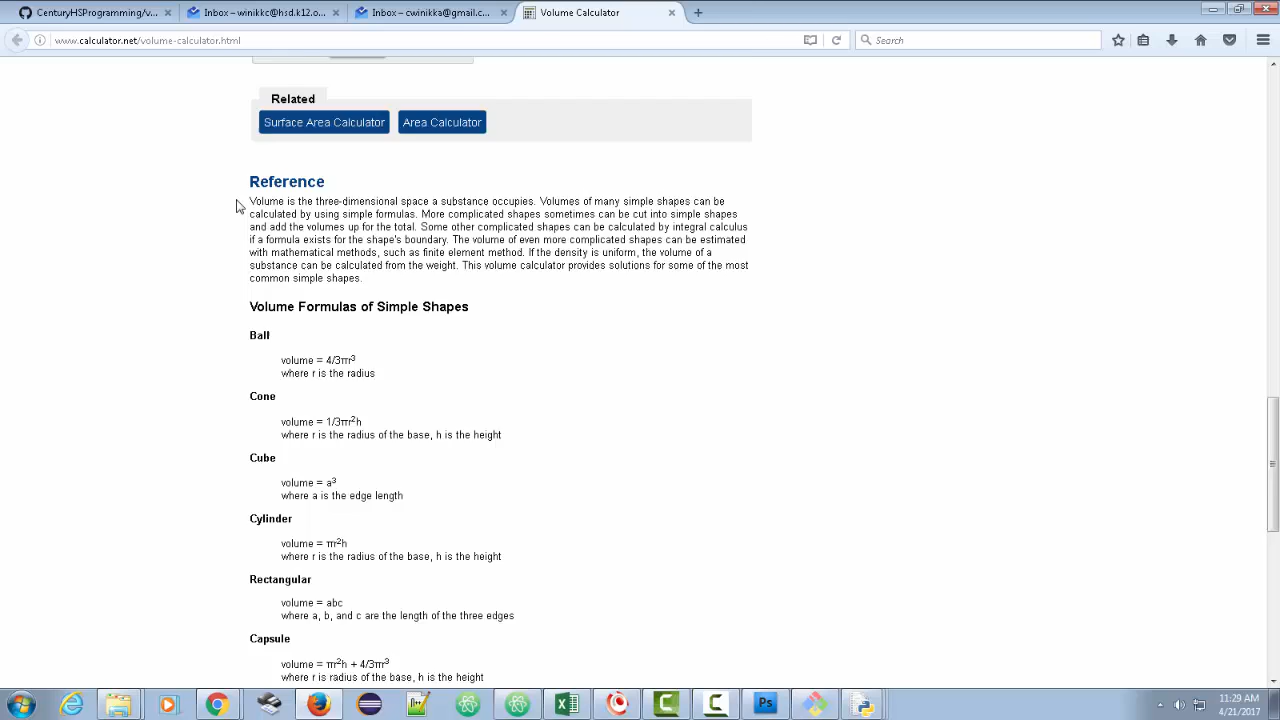 CenturyHSProgramming/v...
Inbox – winikkc@hsd.k12.o...
Inbox – cwinikka@gmail.c...
Volume Calculator
www.calculator.net/volume-calculator.html
Search
Related
Surface Area Calculator
Area Calculator
Reference
Volume is the three-dimensional space a substance occupies. Volumes of many simple shapes can be
calculated by using simple formulas. More complicated shapes sometimes can be cut into simple shapes
and add the volumes up for the total. Some other complicated shapes can be calculated by integral calculus
if a formula exists for the shape's boundary. The volume of even more complicated shapes can be estimated
with mathematical methods, such as finite element method. If the density is uniform, the volume of a
substance can be calculated from the weight. This volume calculator provides solutions for some of the most
common simple shapes.
Volume Formulas of Simple Shapes
Ball
volume = 4/3πr³
where r is the radius
Cone
volume = 1/3πr²h
where r is the radius of the base, h is the height
Cube
volume = a³
where a is the edge length
Cylinder
volume = πr²h
where r is the radius of the base, h is the height
Rectangular
volume = abc
where a, b, and c are the length of the three edges
Capsule
volume = πr²h + 4/3πr³
where r is radius of the base, h is the height
Ps
11:29 AM
4/21/2017